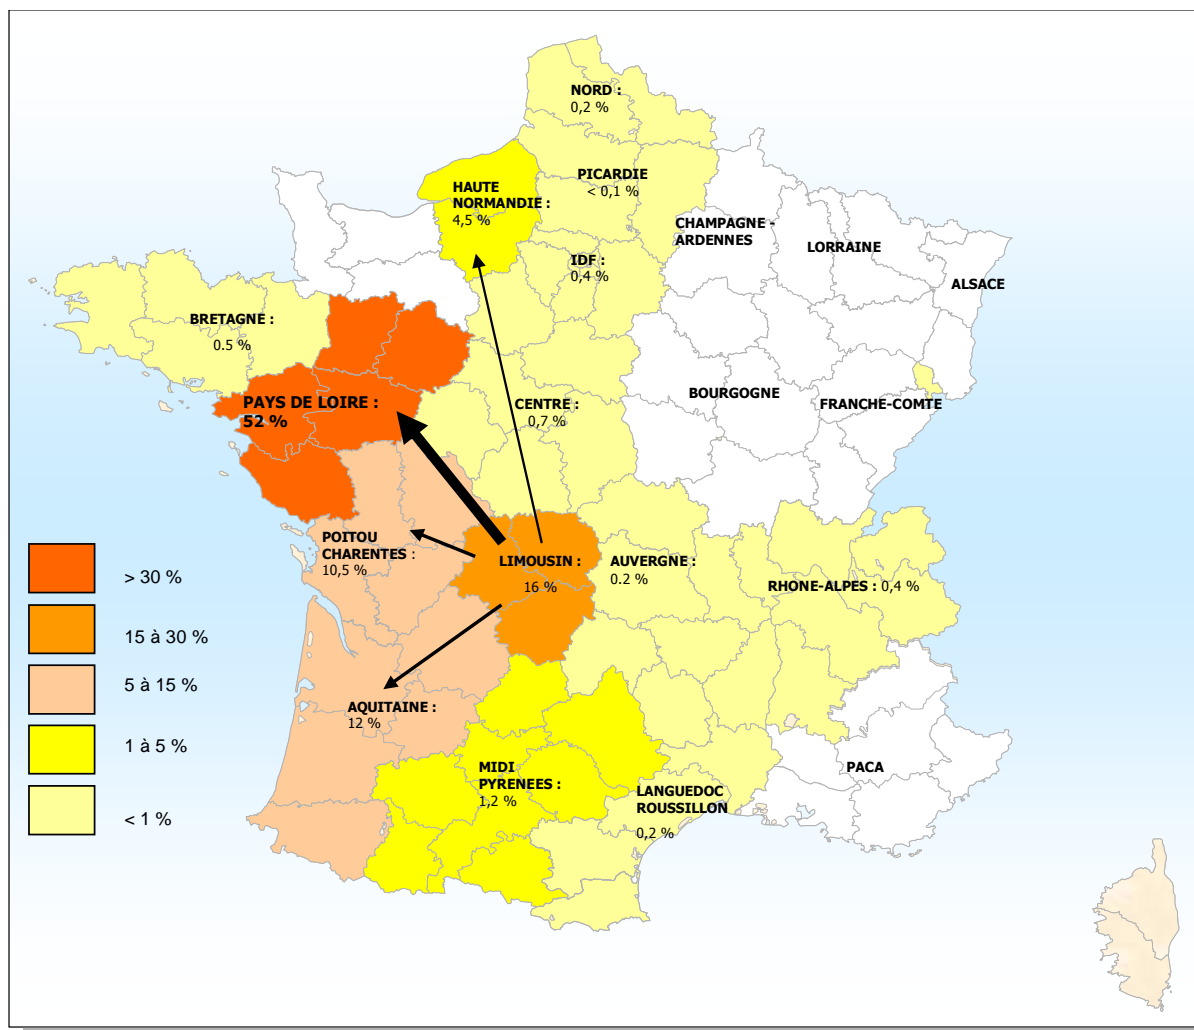 NORD :
0,2 %
PICARDIE
< 0,1 %
HAUTE
NORMANDIE :
4,5 %
CHAMPAGNE -
ARDENNES
LORRAINE
ALSACE
IDF :
0,4 %
BRETAGNE :
0.5 %
PAYS DE LOIRE :
52 %
CENTRE :
0,7 %
BOURGOGNE
FRANCHE-COMTE
POITOU
CHARENTES :
10,5 %
LIMOUSIN :
16 %
AUVERGNE :
0.2 %
RHONE-ALPES : 0,4 %
AQUITAINE :
12 %
MIDI
PYRENEES :
1,2 %
LANGUEDOC
ROUSSILLON
0,2 %
PACA
> 30 %
15 à 30 %
5 à 15 %
1 à 5 %
< 1 %